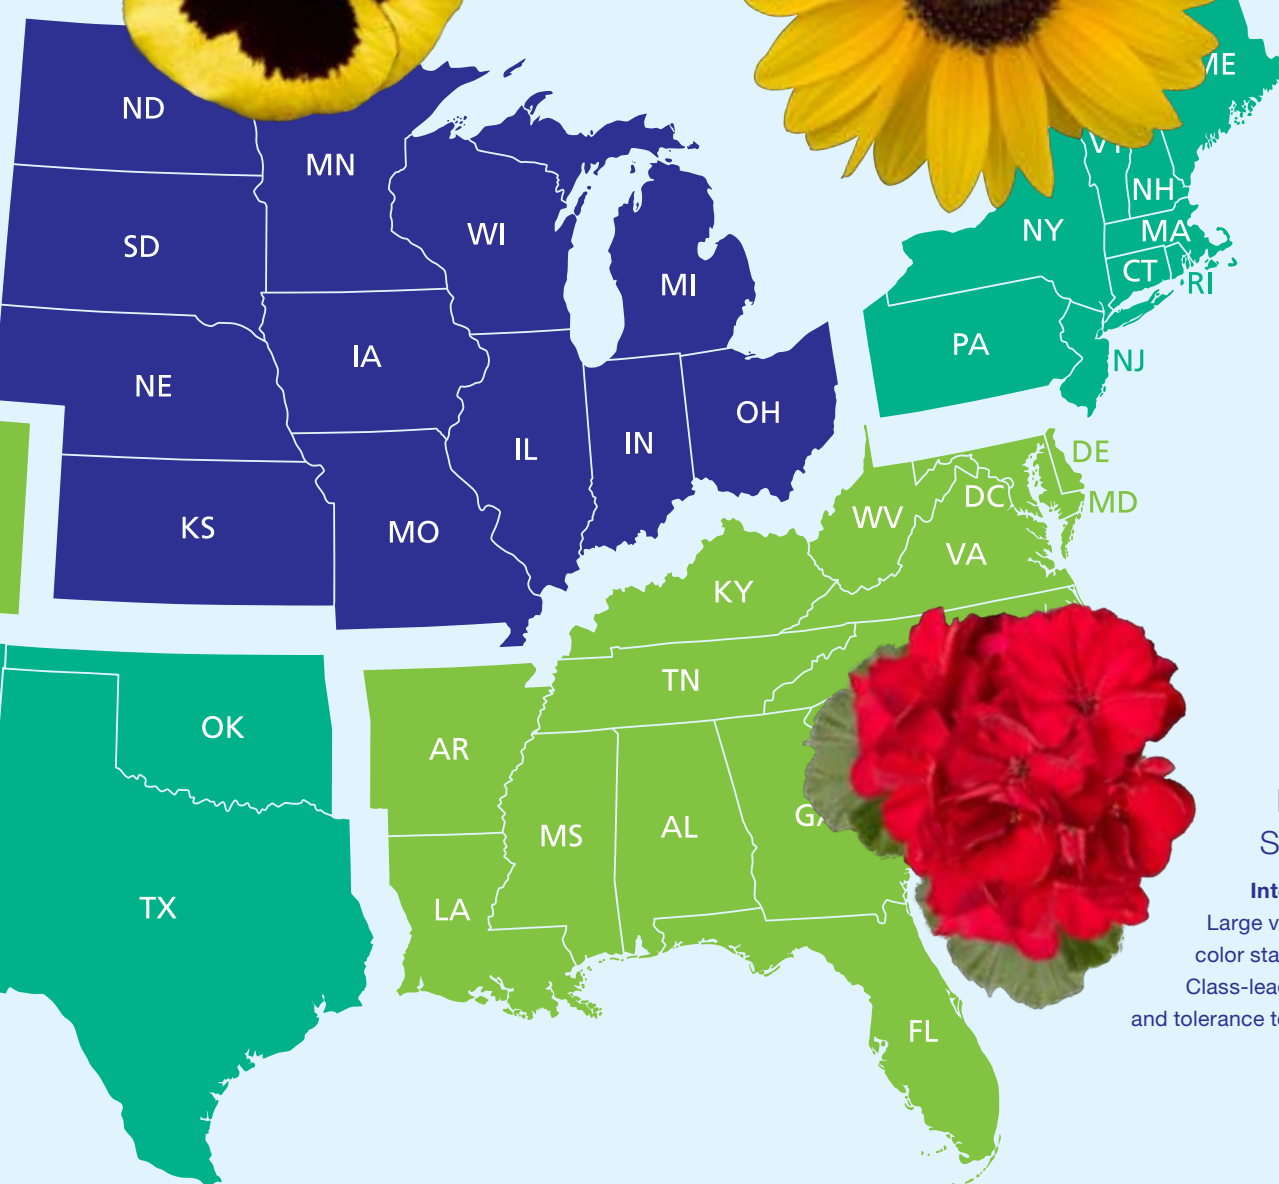 ME
ND
VT
MN
NH
NY
MA
WI
SD
CT
RI
MI
PA
IA
NJ
NE
OH
IN
IL
DE
DC
MD
WV
KS
MO
VA
KY
TN
OK
AR
GA
AL
MS
S
TX
LA
Large v
color sta
Class-lea
and tolerance t
FL